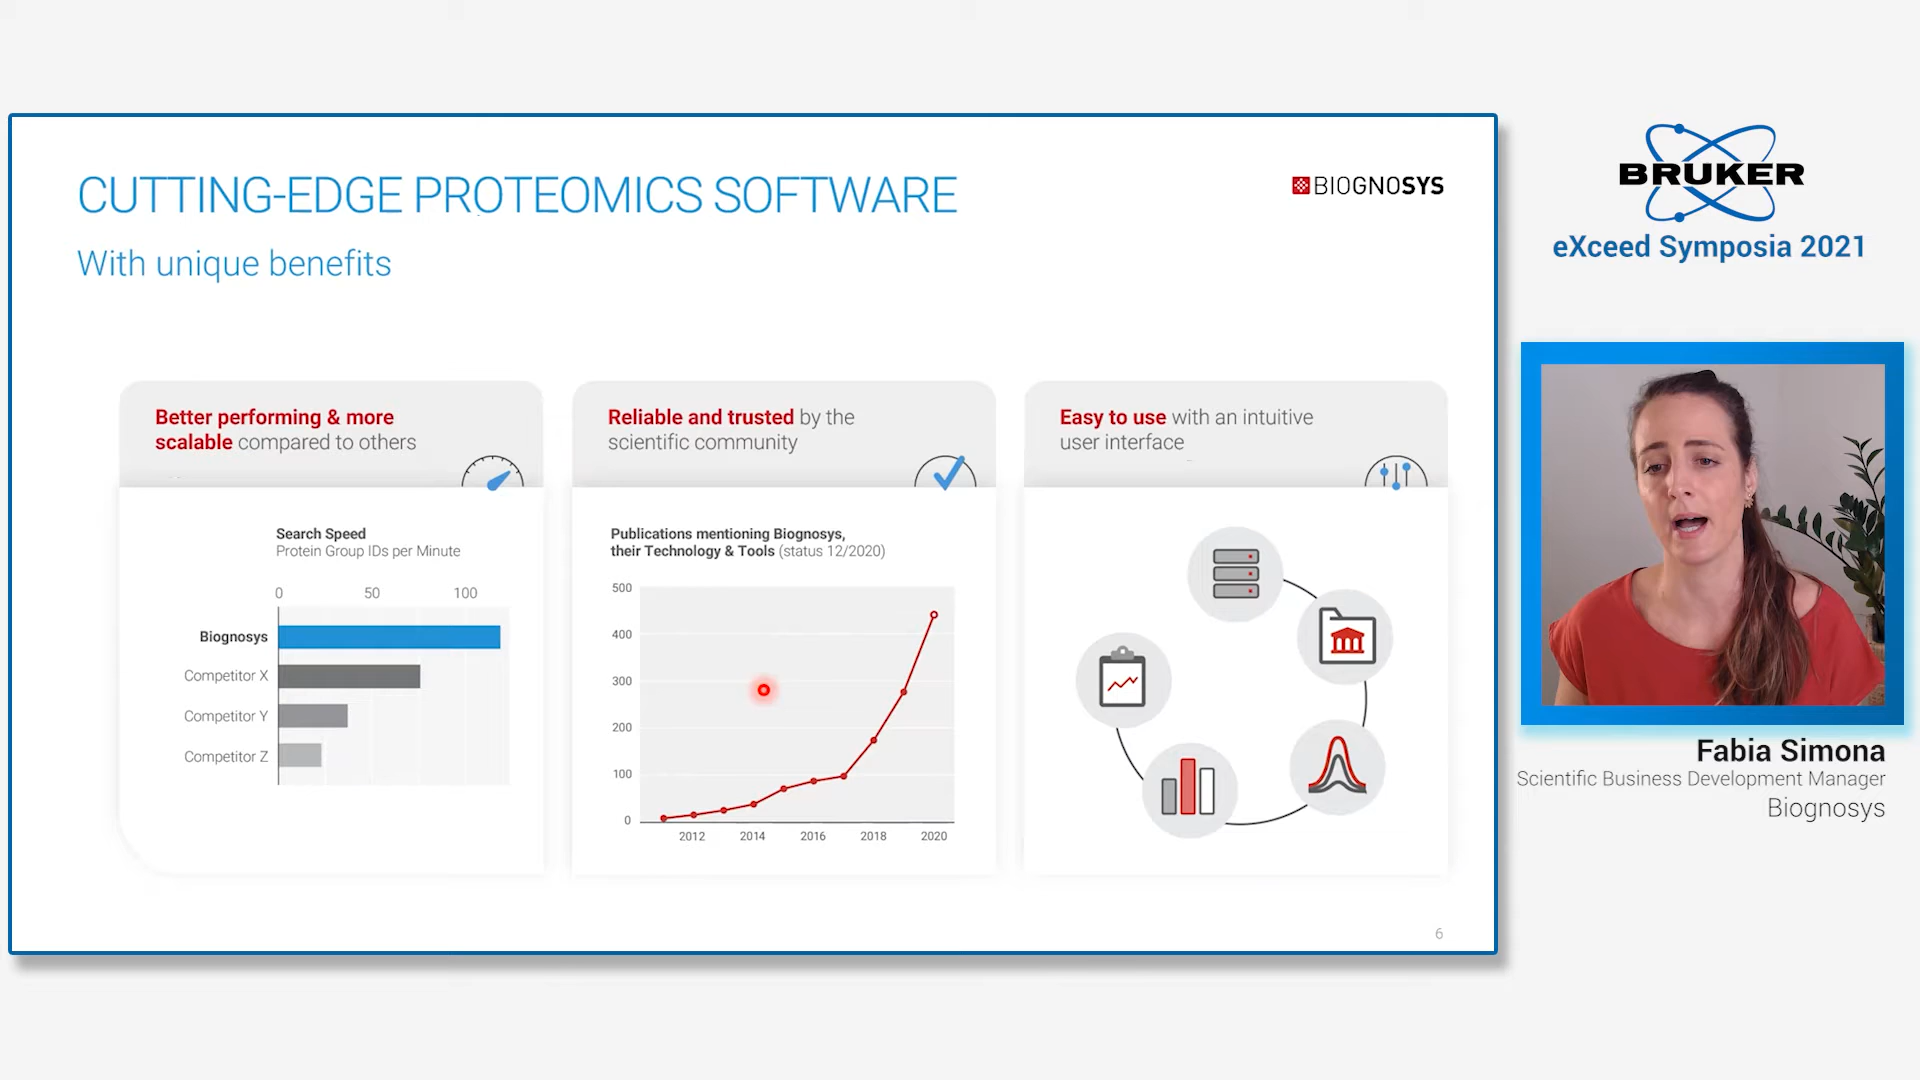 CUTTING-EDGE PROTEOMICS SOFTWARE
With unique benefits
BIOGNOSYS
Better performing & more
scalable compared to others
Search Speed
Protein Group IDs per Minute
0 50 100
Biognosys
Competitor X
Competitor Y
Competitor Z
Reliable and trusted by the
scientific community
Publications mentioning Biognosys,
their Technology & Tools (status 12/2020)
500
400
300
200
100
0
2012 2014 2016 2018 2020
Easy to use with an intuitive
user interface
6
BRUKER
eXceed Symposia 2021
Fabia Simona
Scientific Business Development Manager
Biognosys